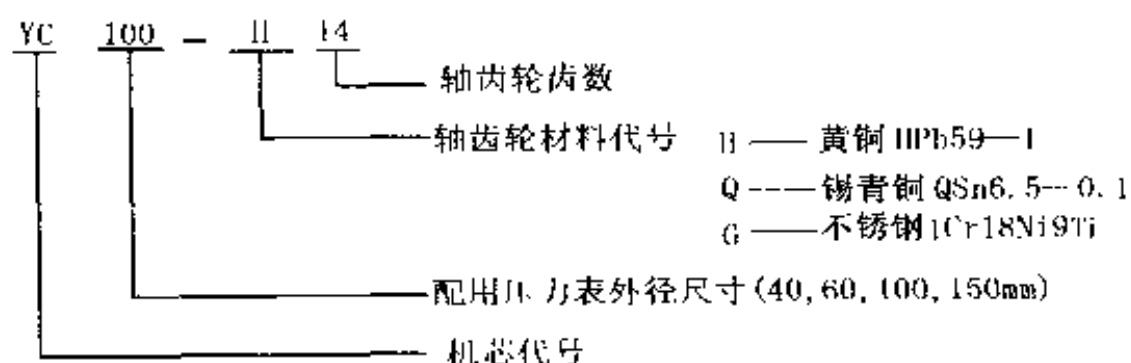 YC 100 - H 14
轴齿轮齿数
轴齿轮材料代号 H —— 黄铜 HPb59—1
Q ---— 锡青铜 QSn6.5--0.1
G —— 不锈钢 1Cr18Ni9Ti
配用压力表外径尺寸(40,60,100,150mm)
机芯代号